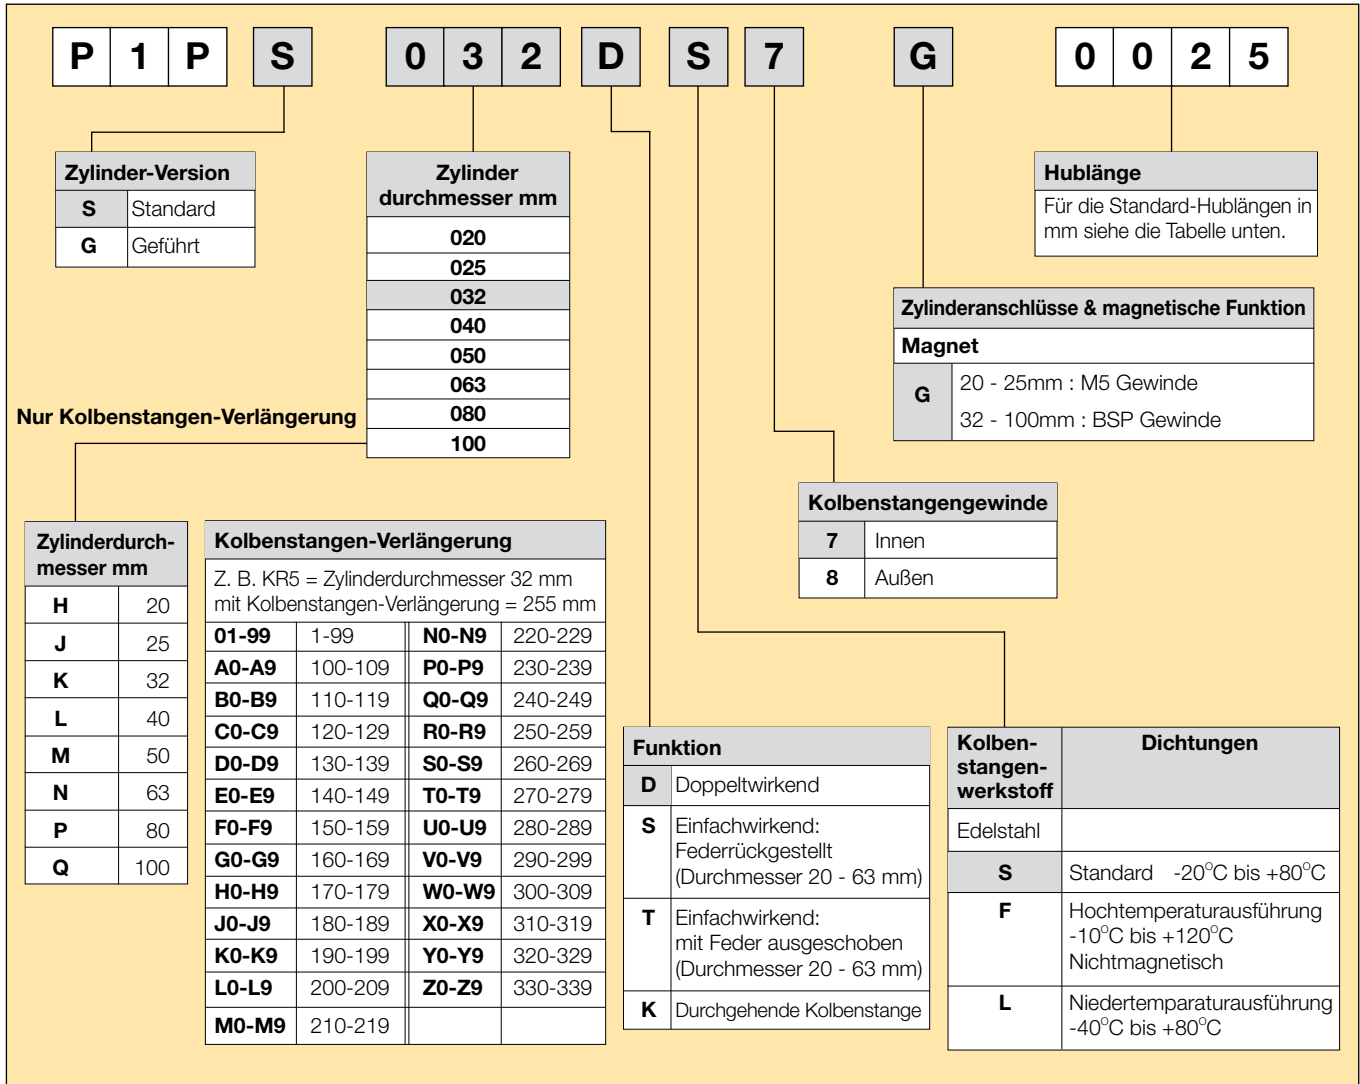 P 1 P S 0 3 2 D S 7 G 0 0 2 5
Zylinder-Version
S Standard
G Geführt
Zylinder
durchmesser mm
020
025
032
040
050
063
080
100
Hublänge
Für die Standard-Hublängen in
mm siehe die Tabelle unten.
Zylinderanschlüsse & magnetische Funktion
Magnet
G 20 - 25mm : M5 Gewinde
32 - 100mm : BSP Gewinde
Nur Kolbenstangen-Verlängerung
Kolbenstangengewinde
7 Innen
8 Außen
Zylinderdurch-
messer mm
H 20
J 25
K 32
L 40
M 50
N 63
P 80
Q 100
Kolbenstangen-Verlängerung
Z. B. KR5 = Zylinderdurchmesser 32 mm
mit Kolbenstangen-Verlängerung = 255 mm
01-99 1-99 N0-N9 220-229
A0-A9 100-109 P0-P9 230-239
B0-B9 110-119 Q0-Q9 240-249
C0-C9 120-129 R0-R9 250-259
D0-D9 130-139 S0-S9 260-269
E0-E9 140-149 T0-T9 270-279
F0-F9 150-159 U0-U9 280-289
G0-G9 160-169 V0-V9 290-299
H0-H9 170-179 W0-W9 300-309
J0-J9 180-189 X0-X9 310-319
K0-K9 190-199 Y0-Y9 320-329
L0-L9 200-209 Z0-Z9 330-339
M0-M9 210-219
Funktion
D Doppeltwirkend
S Einfachwirkend:
Federrückgestellt
(Durchmesser 20 - 63 mm)
T Einfachwirkend:
mit Feder ausgeschoben
(Durchmesser 20 - 63 mm)
K Durchgehende Kolbenstange
Kolben-
stangen-
werkstoff
Dichtungen
Edelstahl
S Standard -20°C bis +80°C
F Hochtemperaturausführung
-10°C bis +120°C
Nichtmagnetisch
L Niedertemparaturausführung
-40°C bis +80°C